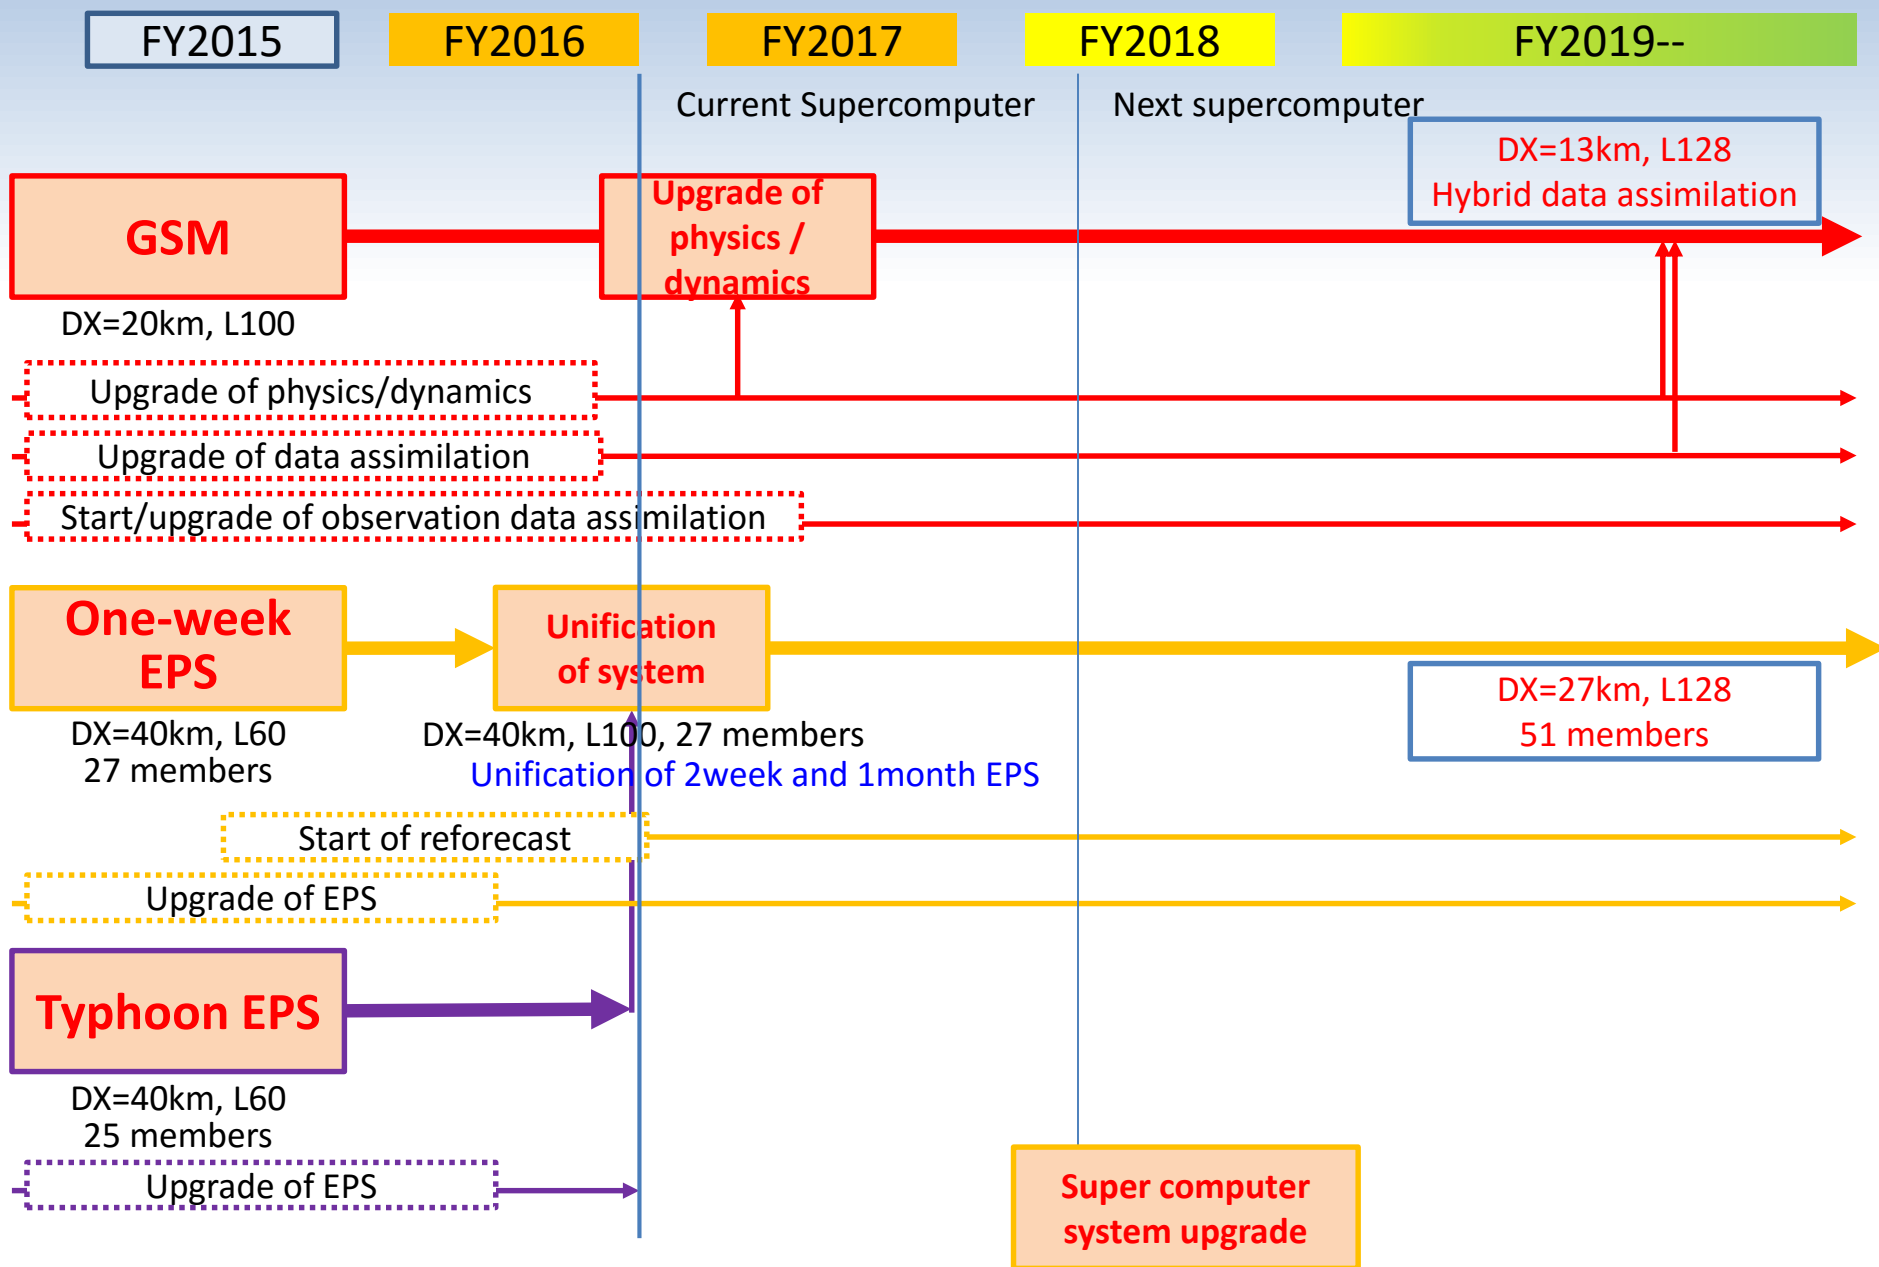 FY2015
FY2016
FY2017
FY2018
FY2019--
Current Supercomputer
Next supercomputer
DX=13km, L128
Hybrid data assimilation
GSM
Upgrade of
physics /
dynamics
DX=20km, L100
Upgrade of physics/dynamics
Upgrade of data assimilation
Start/upgrade of observation data assimilation
One-week
EPS
Unification
of system
DX=27km, L128
51 members
DX=40km, L60
27 members
DX=40km, L100, 27 members
Unification of 2week and 1month EPS
Start of reforecast
Upgrade of EPS
Typhoon EPS
DX=40km, L60
25 members
Upgrade of EPS
Super computer
system upgrade